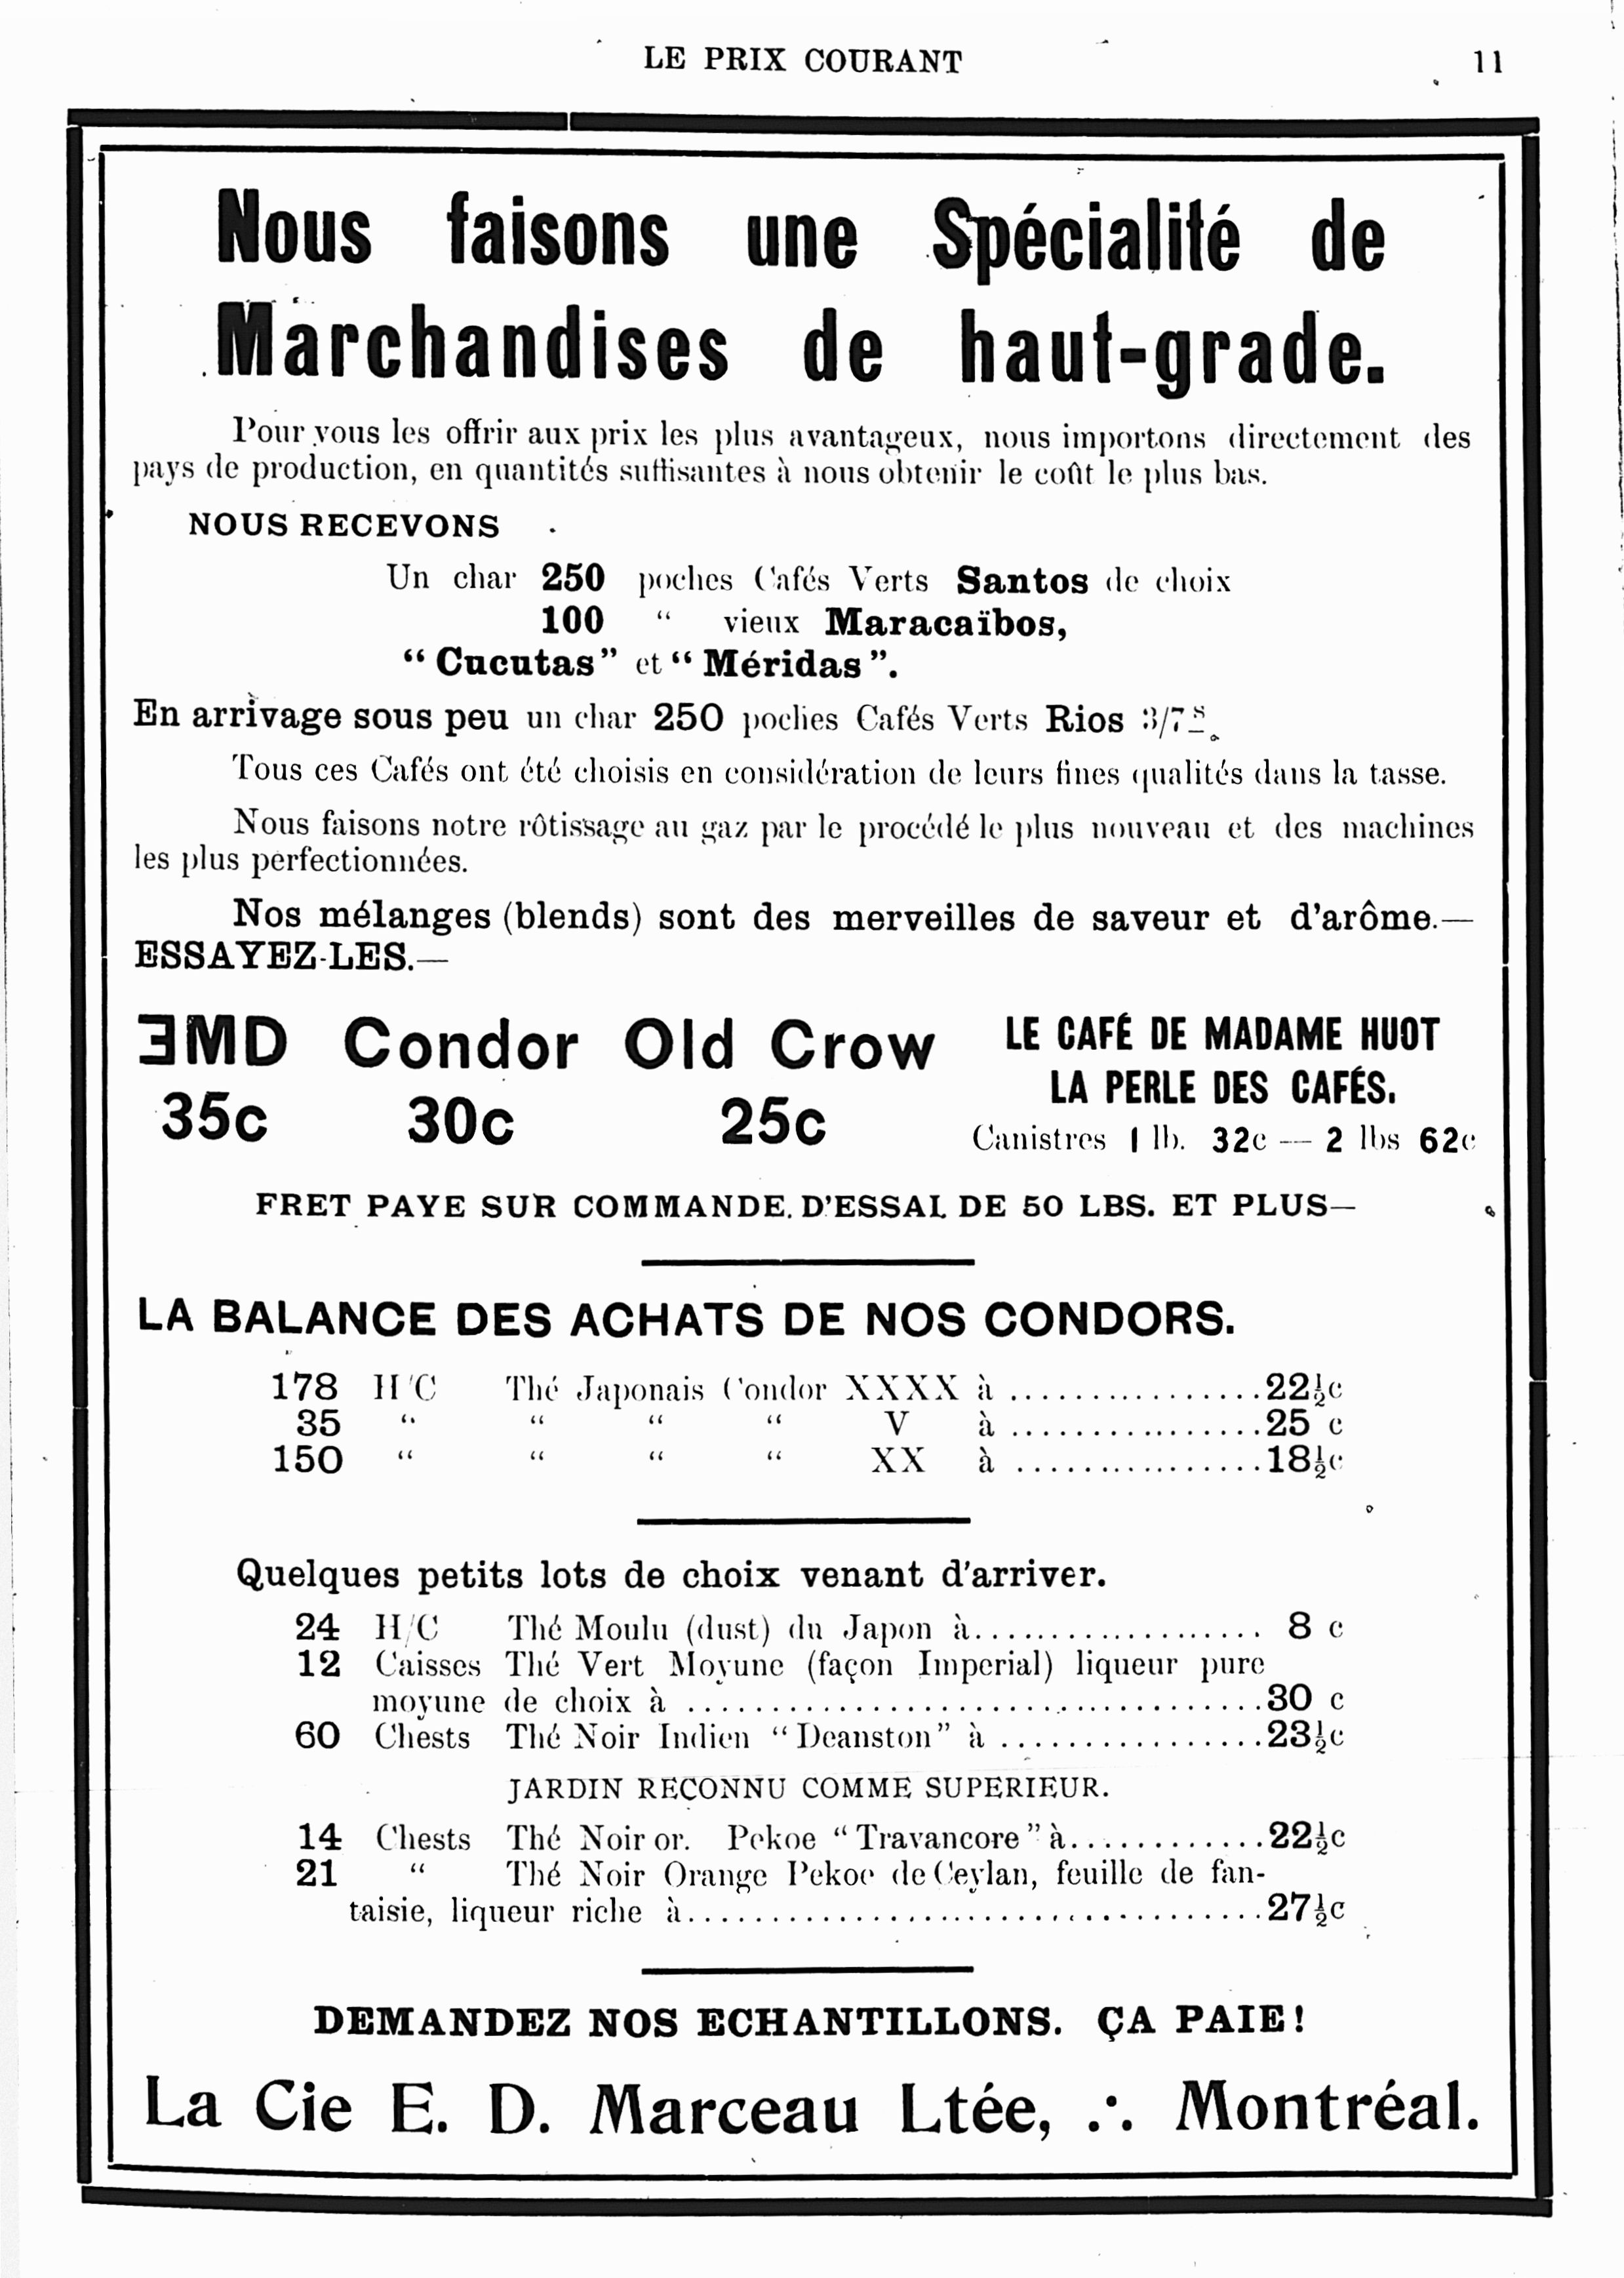 LE PRIX COURANT 11
Nous faisons une Spécialité de
Marchandises de haut-grade.
Pour vous les offrir aux prix les plus avantageux, nous importons directement des
pays de production, en quantités suffisantes à nous obtenir le coût le plus bas.
NOUS RECEVONS
Un char 250 poches Cafés Verts Santos de choix
100 “ vieux Maracaïbos,
“ Cucutas ” et “ Méridas ”.
En arrivage sous peu un char 250 poches Cafés Verts Rios 3/7s.
Tous ces Cafés ont été choisis en considération de leurs fines qualités dans la tasse.
Nous faisons notre rôtissage au gaz par le procédé le plus nouveau et des machines
les plus perfectionnées.
Nos mélanges (blends) sont des merveilles de saveur et d’arôme.—
ESSAYEZ-LES.—
ƎMD Condor Old Crow
35c 30c 25c
LE CAFÉ DE MADAME HUOT
LA PERLE DES CAFÉS.
Canistres 1 lb. 32c — 2 lbs 62c
FRET PAYE SUR COMMANDE D’ESSAI DE 50 LBS. ET PLUS—
LA BALANCE DES ACHATS DE NOS CONDORS.
178 H/C Thé Japonais Condor XXXX à ................22½c
35 “ “ “ “ V à ................25 c
150 “ “ “ “ XX à ................18½c
Quelques petits lots de choix venant d’arriver.
24 H/C Thé Moulu (dust) du Japon à.................. 8 c
12 Caisses Thé Vert Moyune (façon Imperial) liqueur pure
moyune de choix à ....................................30 c
60 Chests Thé Noir Indien “ Deanston ” à ................23½c
JARDIN REÇONNU COMME SUPERIEUR.
14 Chests Thé Noir or. Pekoe “ Travancore ” à............22½c
21 “ Thé Noir Orange Pekoe de Ceylan, feuille de fan-
taisie, liqueur riche à....................................27½c
DEMANDEZ NOS ECHANTILLONS. ÇA PAIE!
La Cie E. D. Marceau Ltée, ∴ Montréal.